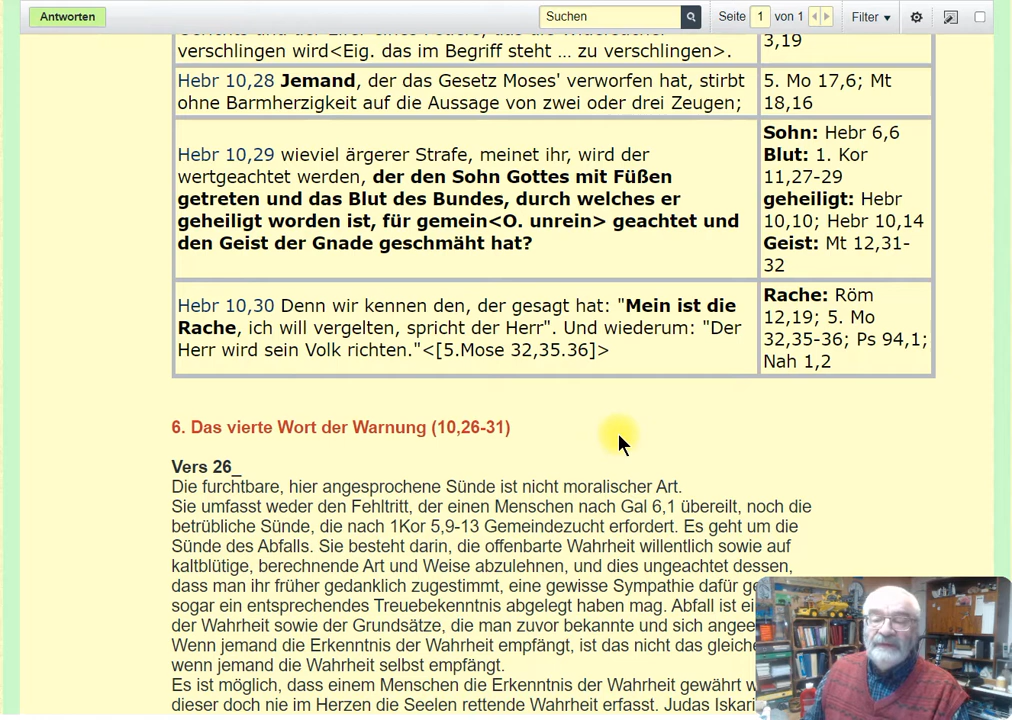 Antworten
Suchen
Seite 1 von 1
Filter
verschlingen wird<Eig. das im Begriff steht ... zu verschlingen>.
3,19
Hebr 10,28 Jemand, der das Gesetz Moses' verworfen hat, stirbt
ohne Barmherzigkeit auf die Aussage von zwei oder drei Zeugen;
5. Mo 17,6; Mt
18,16
Hebr 10,29 wieviel ärgerer Strafe, meinet ihr, wird der
wertgeachtet werden, der den Sohn Gottes mit Füßen
getreten und das Blut des Bundes, durch welches er
geheiligt worden ist, für gemein<O. unrein> geachtet und
den Geist der Gnade geschmäht hat?
Sohn: Hebr 6,6
Blut: 1. Kor
11,27-29
geheiligt: Hebr
10,10; Hebr 10,14
Geist: Mt 12,31-
32
Hebr 10,30 Denn wir kennen den, der gesagt hat: "Mein ist die
Rache, ich will vergelten, spricht der Herr". Und wiederum: "Der
Herr wird sein Volk richten."<[5.Mose 32,35.36]>
Rache: Röm
12,19; 5. Mo
32,35-36; Ps 94,1;
Nah 1,2
6. Das vierte Wort der Warnung (10,26-31)
Vers 26_
Die furchtbare, hier angesprochene Sünde ist nicht moralischer Art.
Sie umfasst weder den Fehltritt, der einen Menschen nach Gal 6,1 übereilt, noch die
betrübliche Sünde, die nach 1Kor 5,9-13 Gemeindezucht erfordert. Es geht um die
Sünde des Abfalls. Sie besteht darin, die offenbarte Wahrheit willentlich sowie auf
kaltblütige, berechnende Art und Weise abzulehnen, und dies ungeachtet dessen,
dass man ihr früher gedanklich zugestimmt, eine gewisse Sympathie dafür
sogar ein entsprechendes Treuebekenntnis abgelegt haben mag. Abfall ist
der Wahrheit sowie der Grundsätze, die man zuvor bekannte und sich
Wenn jemand die Erkenntnis der Wahrheit empfängt, ist das nicht das gleiche
wenn jemand die Wahrheit selbst empfängt.
Es ist möglich, dass einem Menschen die Erkenntnis der Wahrheit gewährt
dieser doch nie im Herzen die Seelen rettende Wahrheit erfasst. Judas